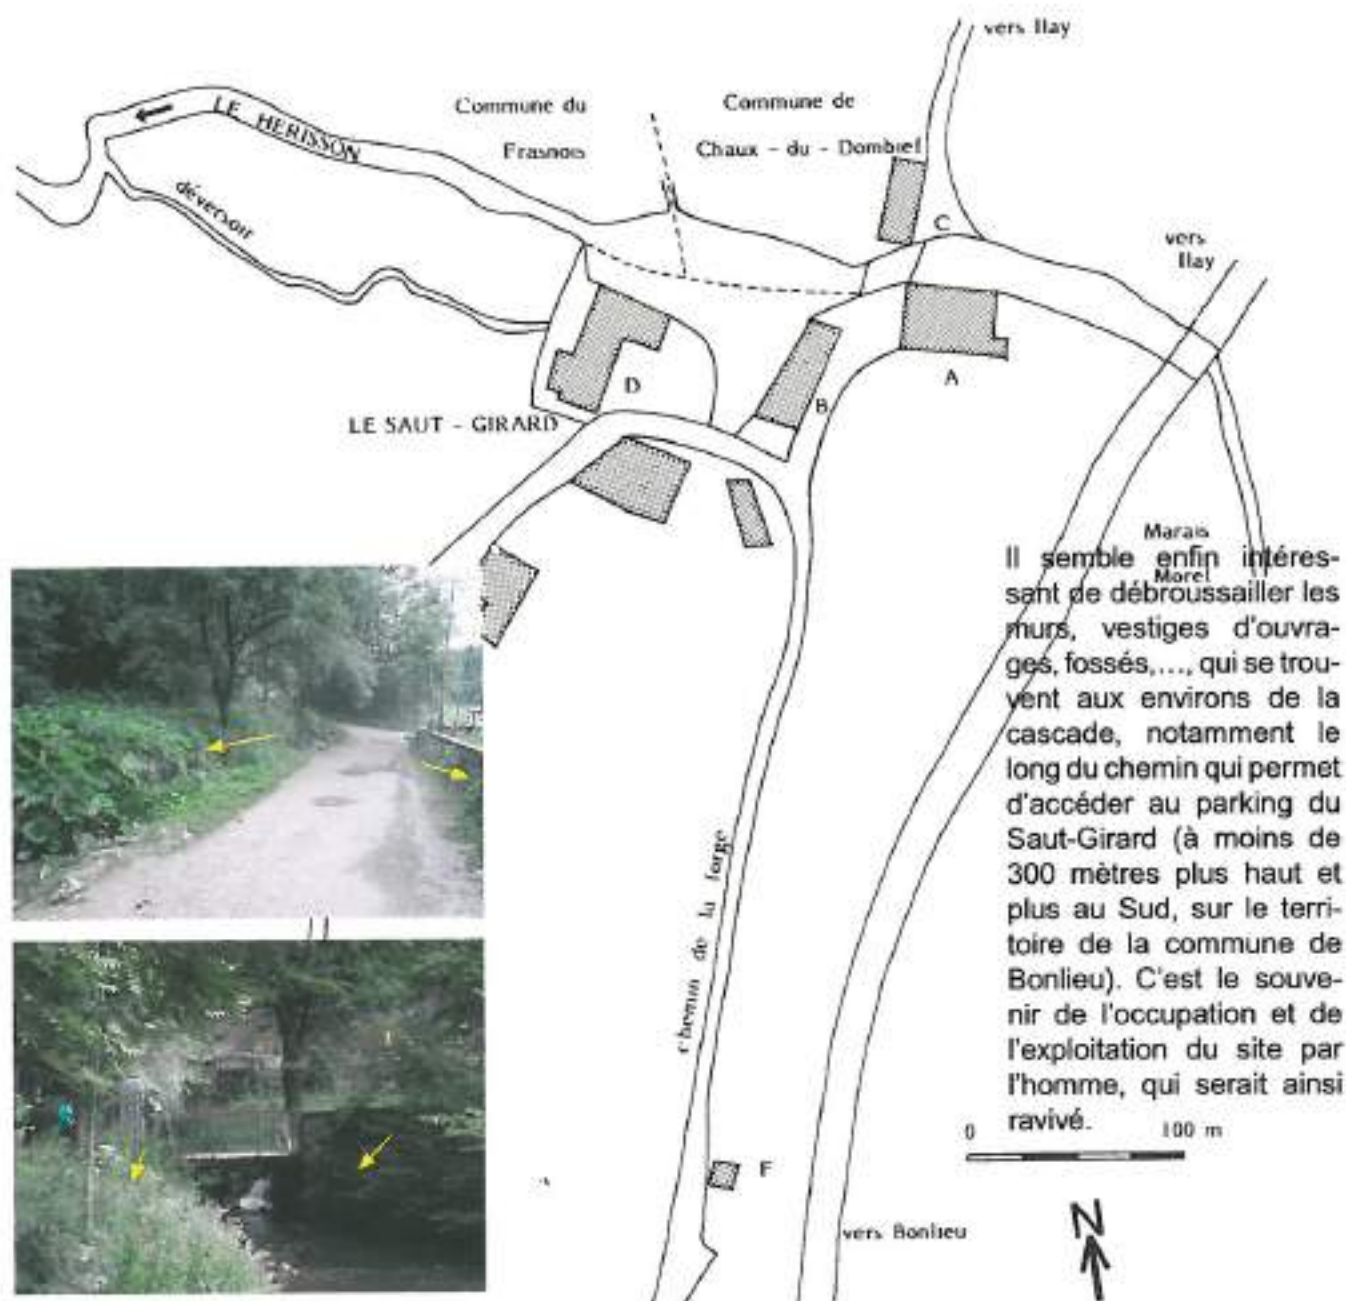 vers Ilay
Commune du
Frasnois
Commune de
Chaux - du - Dombief
LE HERISSON
déversoir
C
vers
Ilay
A
B
D
LE SAUT - GIRARD
Marais
Morel
Il semble enfin intéres-
sant de débroussailler les
murs, vestiges d'ouvra-
ges, fossés,..., qui se trou-
vent aux environs de la
cascade, notamment le
long du chemin qui permet
d'accéder au parking du
Saut-Girard (à moins de
300 mètres plus haut et
plus au Sud, sur le terri-
toire de la commune de
Bonlieu). C'est le souve-
nir de l'occupation et de
l'exploitation du site par
l'homme, qui serait ainsi
ravivé.
Chemin de la forge
0 100 m
F
vers Bonlieu
N